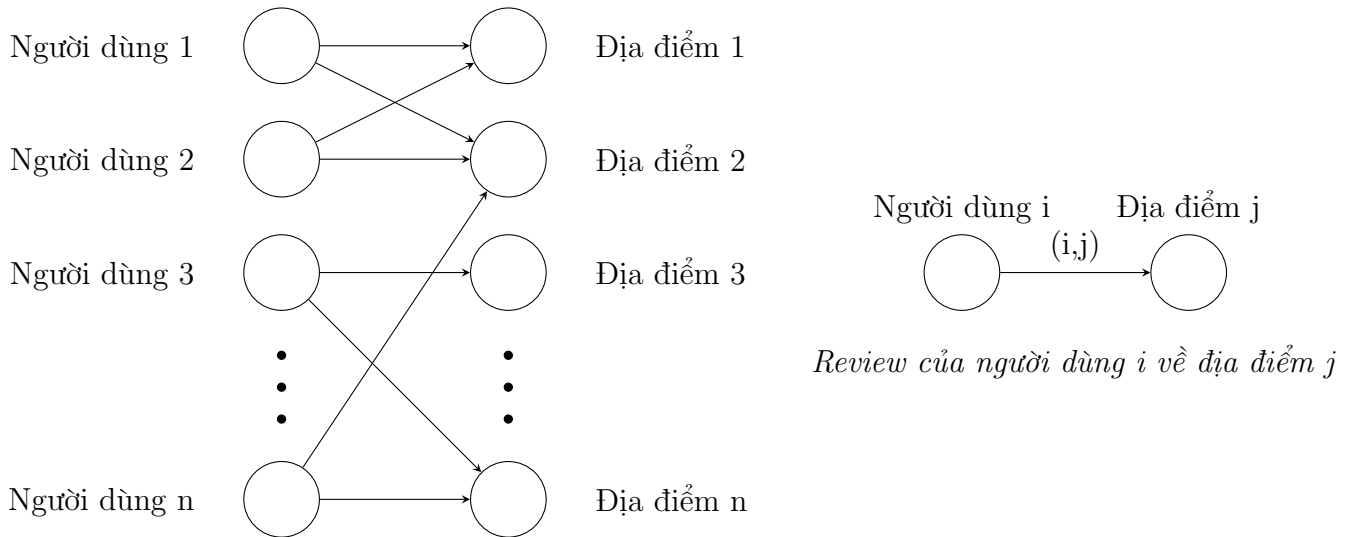 Người dùng 1
Địa điểm 1
Người dùng 2
Địa điểm 2
Người dùng 3
Địa điểm 3
Người dùng n
Địa điểm n
Người dùng i
Địa điểm j
(i,j)
Review của người dùng i về địa điểm j